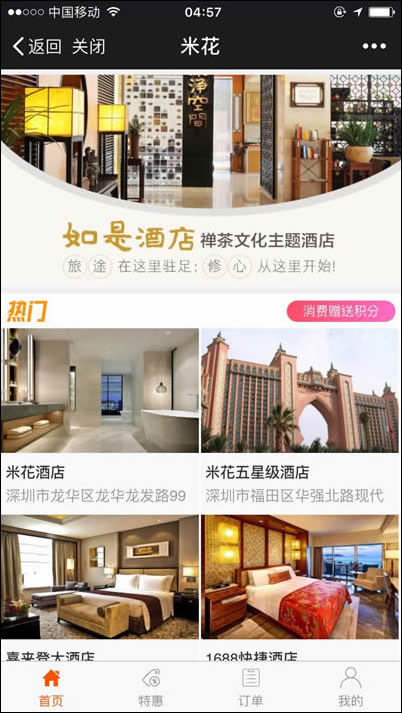 中国移动 04:57
返回 关闭 米花
净空間
如是酒店 禅茶文化主题酒店
旅途 在这里驻足; 修心 从这里开始!
热门 消费赠送积分
米花酒店 米花五星级酒店
深圳市龙华区龙华龙发路99 深圳市福田区华强北路现代
喜来登大酒店 1688快捷酒店
首页 特惠 订单 我的